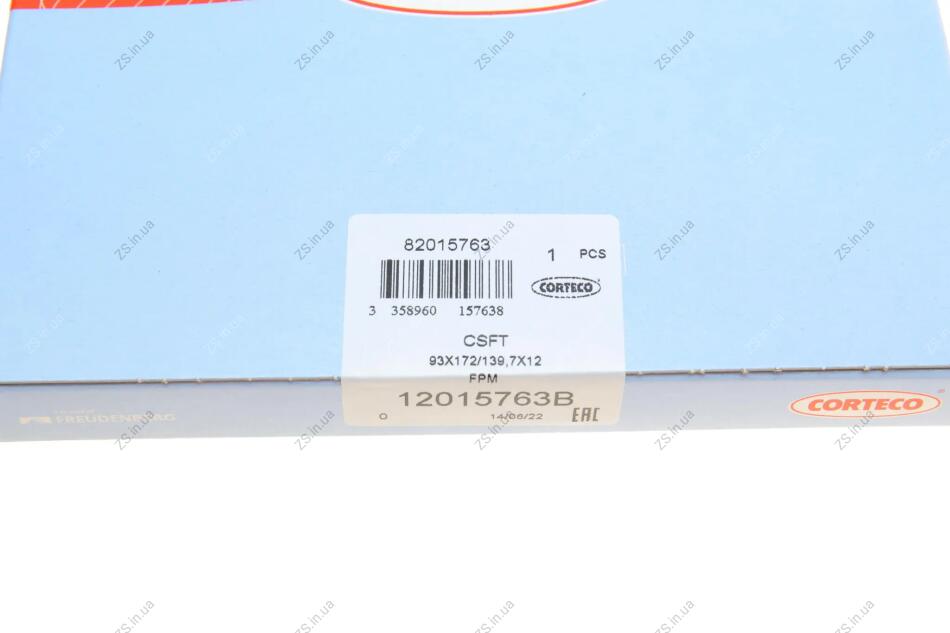 82015763
1 PCS
CORTECO
3 358960 157638
CSFT
93X172/139,7X12
FPM
12015763B
0 14/06/22 EAC
FREUDENBERG
CORTECO
ZS.in.ua